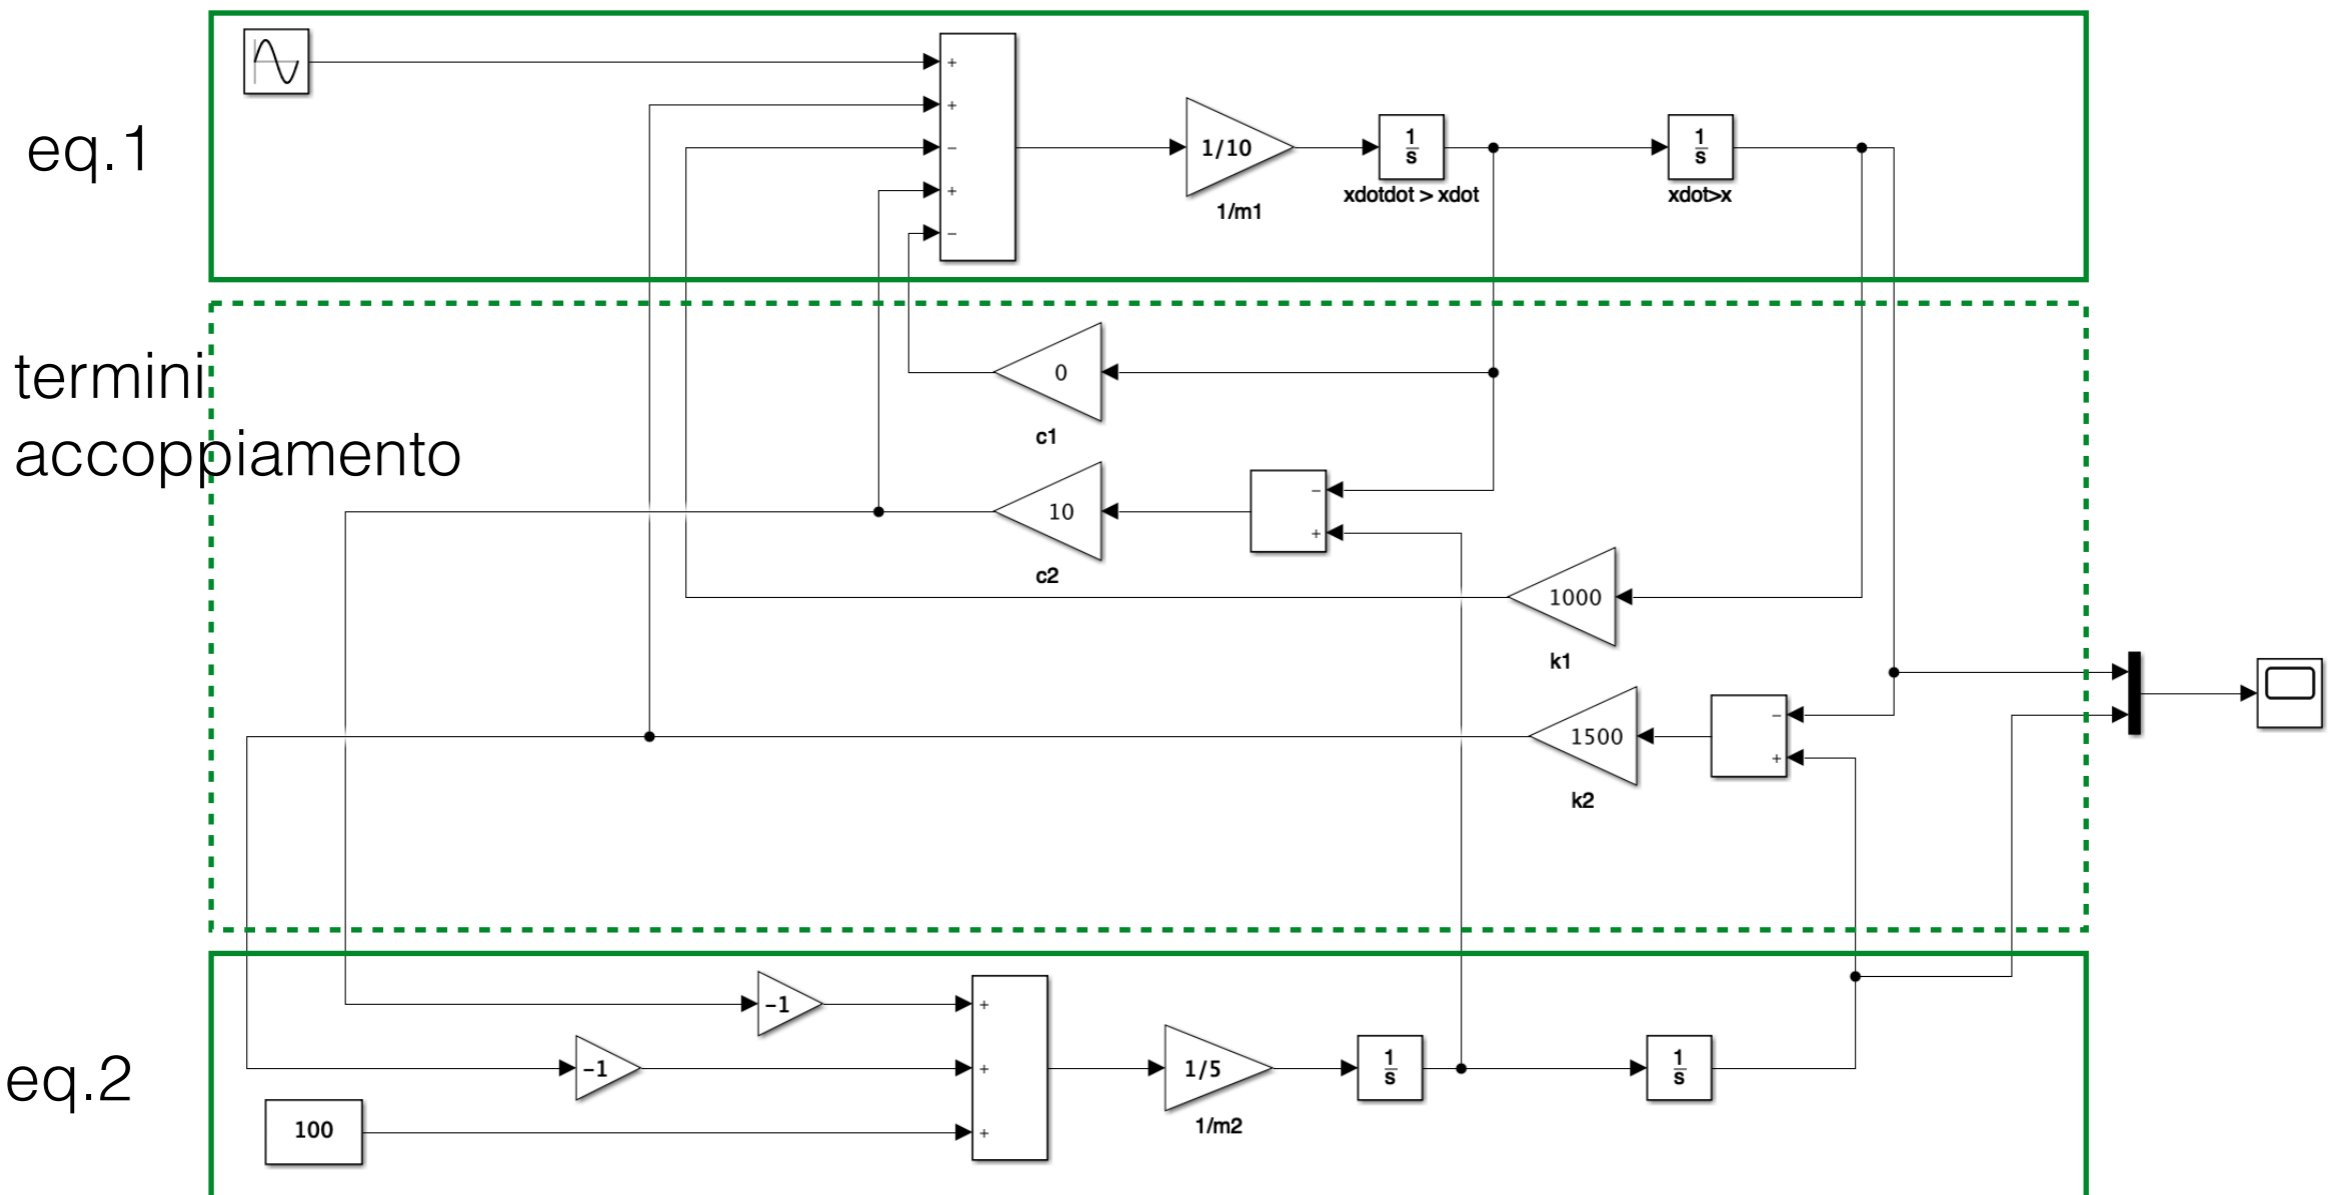 +
+
eq.1
−
1/10
1
s
1
s
+
xdotdot > xdot
xdot>x
1/m1
−
termini
0
accoppiamento
c1
−
10
+
c2
1000
k1
−
1500
+
k2
−1
+
−1
+
1/5
1
s
1
s
eq.2
100
+
1/m2